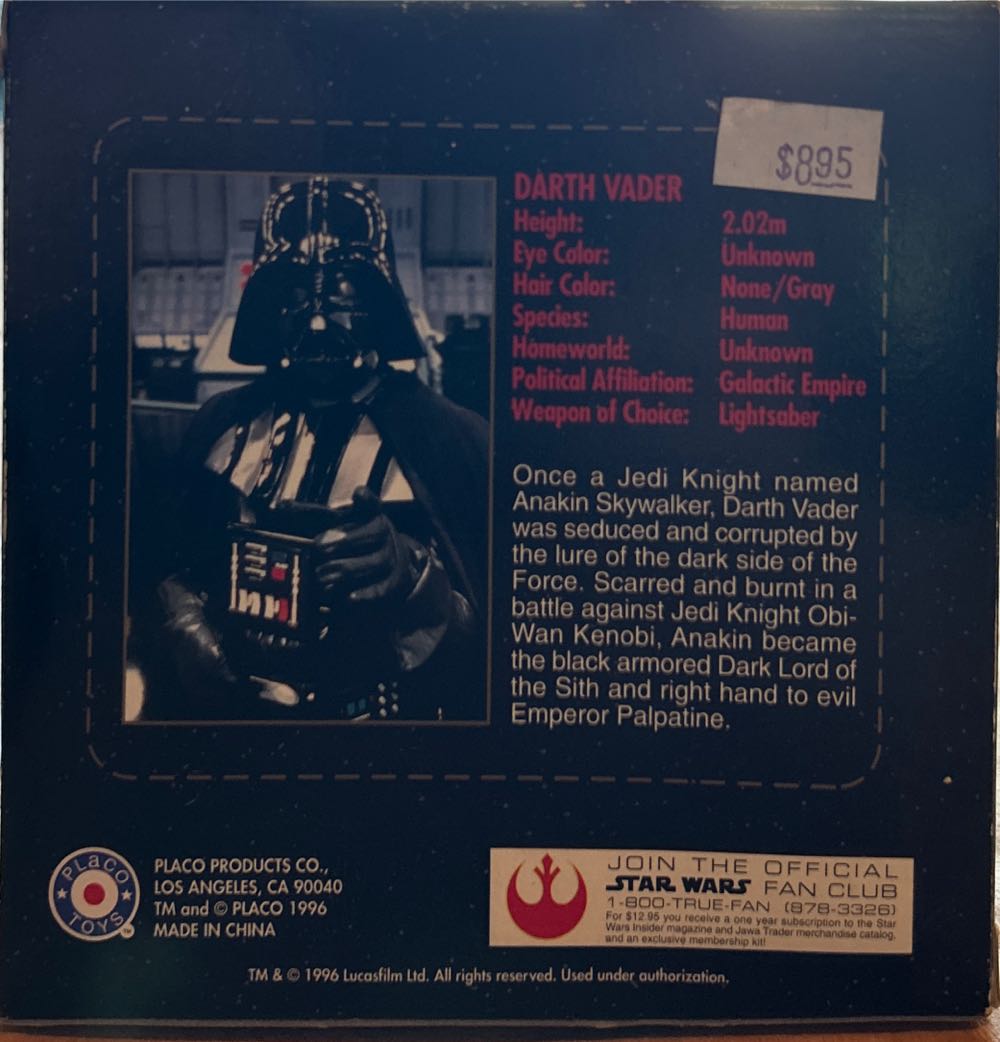 $895
DARTH VADER
Height: 2.02m
Eye Color: Unknown
Hair Color: None/Gray
Species: Human
Homeworld: Unknown
Political Affiliation: Galactic Empire
Weapon of Choice: Lightsaber
Once a Jedi Knight named
Anakin Skywalker, Darth Vader
was seduced and corrupted by
the lure of the dark side of the
Force. Scarred and burnt in a
battle against Jedi Knight Obi-
Wan Kenobi, Anakin became
the black armored Dark Lord of
the Sith and right hand to evil
Emperor Palpatine.
PLACO
TOYS
TM
PLACO PRODUCTS CO.,
LOS ANGELES, CA 90040
TM and © PLACO 1996
MADE IN CHINA
JOIN THE OFFICIAL
STAR WARS FAN CLUB
1-800-TRUE-FAN (878-3326)
For $12.95 you receive a one year subscription to the Star
Wars Insider magazine and Jawa Trader merchandise catalog,
and an exclusive membership kit!
TM & © 1996 Lucasfilm Ltd. All rights reserved. Used under authorization.